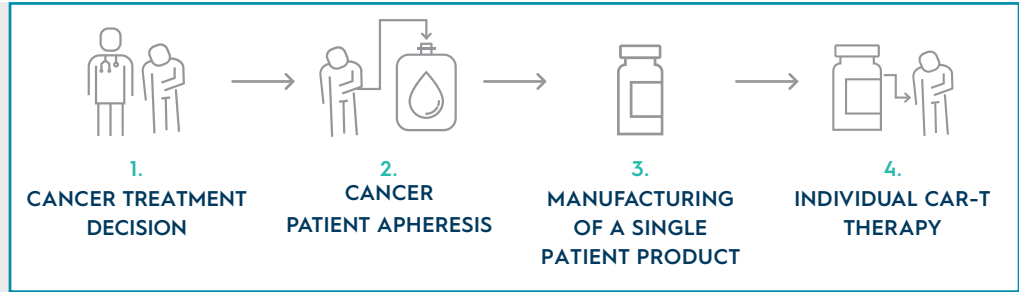 1.
CANCER TREATMENT
DECISION
2.
CANCER
PATIENT APHERESIS
3.
MANUFACTURING
OF A SINGLE
PATIENT PRODUCT
4.
INDIVIDUAL CAR-T
THERAPY